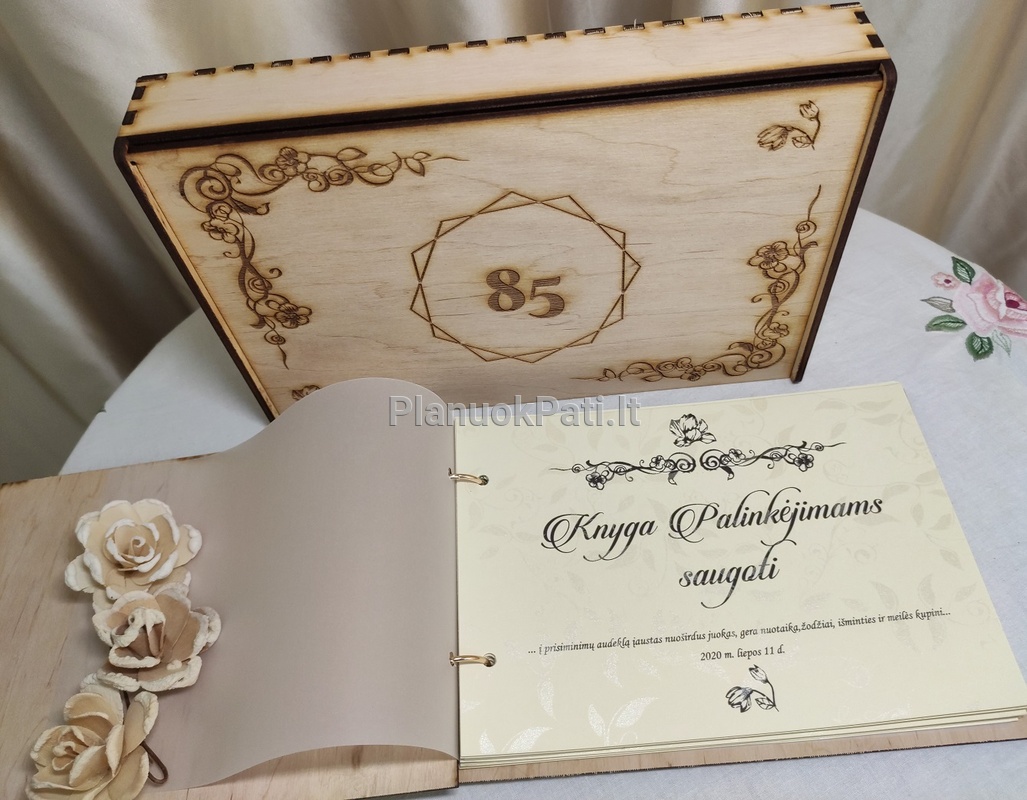 85
PlanuokPati.lt
Knyga Palinkėjimams
saugoti
... į prisiminimų audeklą įaustas nuoširdus juokas, gera nuotaika,žodžiai, išminties ir meilės kupini...
2020 m. liepos 11 d.